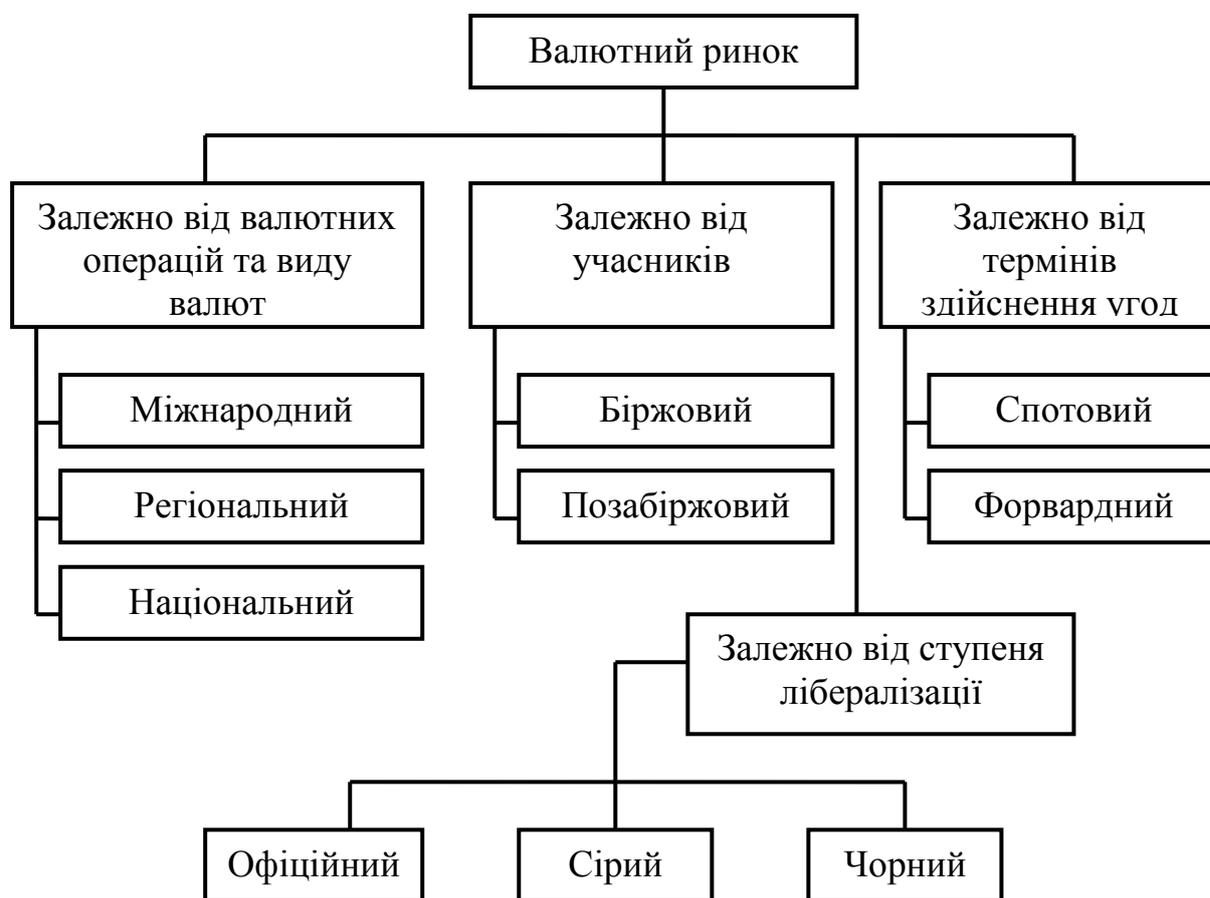 Валютний ринок
Залежно від валютних
операцій та виду
валют
Міжнародний
Регіональний
Національний
Залежно від
учасників
Біржовий
Позабіржовий
Залежно від
термінів
здійснення угод
Спотовий
Форвардний
Залежно від ступеня
лібералізації
Офіційний
Сірий
Чорний